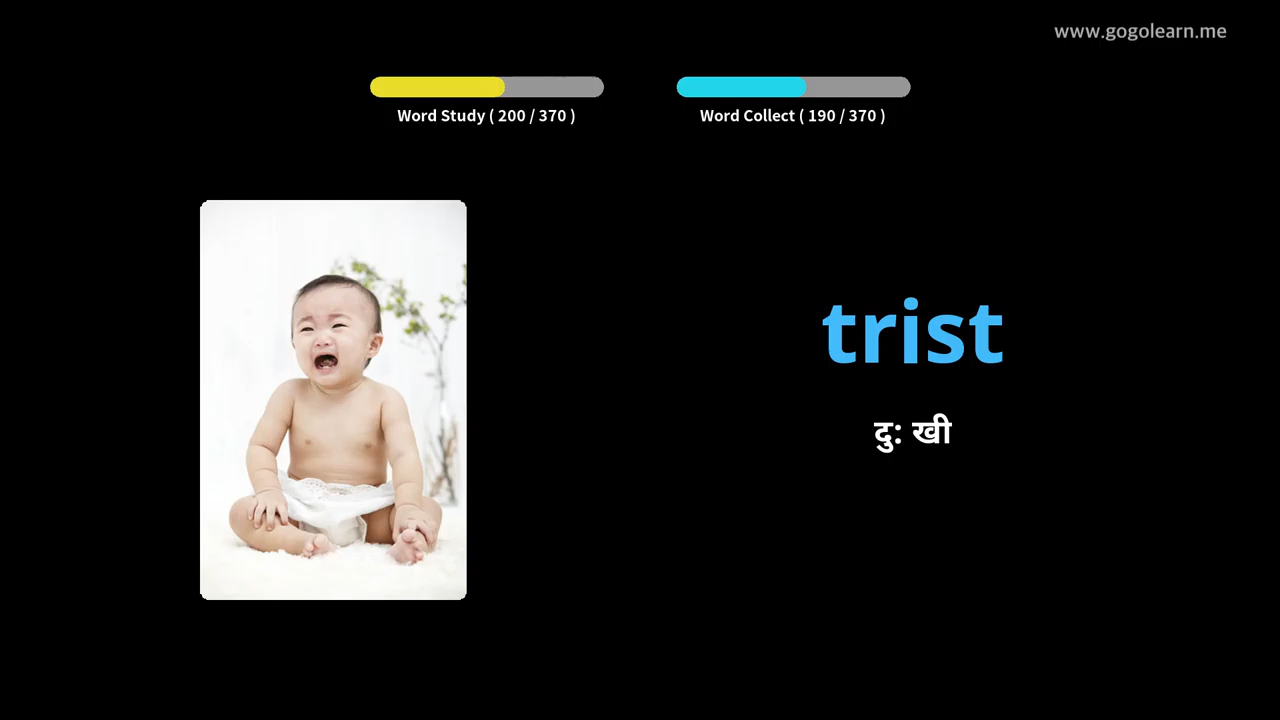 www.gogolearn.me
Word Study ( 200 / 370 )
Word Collect ( 190 / 370 )
trist
दु: खी